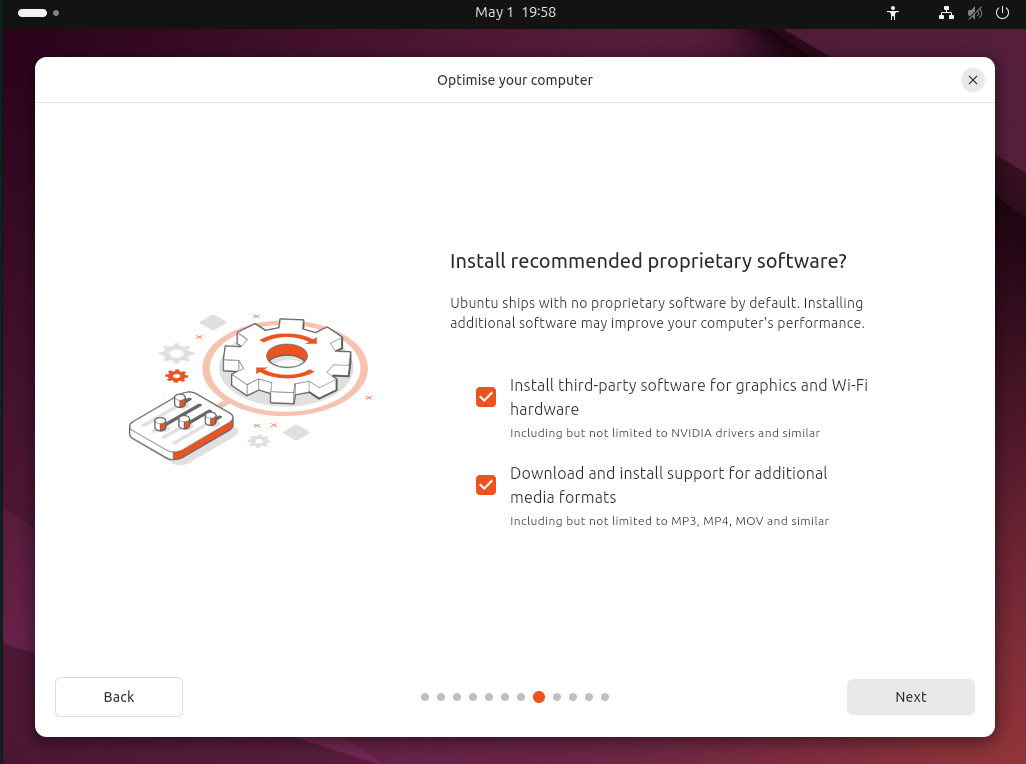 May 1 19:58
Optimise your computer
Install recommended proprietary software?
Ubuntu ships with no proprietary software by default. Installing
additional software may improve your computer's performance.
Install third-party software for graphics and Wi-Fi
hardware
Including but not limited to NVIDIA drivers and similar
Download and install support for additional
media formats
Including but not limited to MP3, MP4, MOV and similar
Back
Next